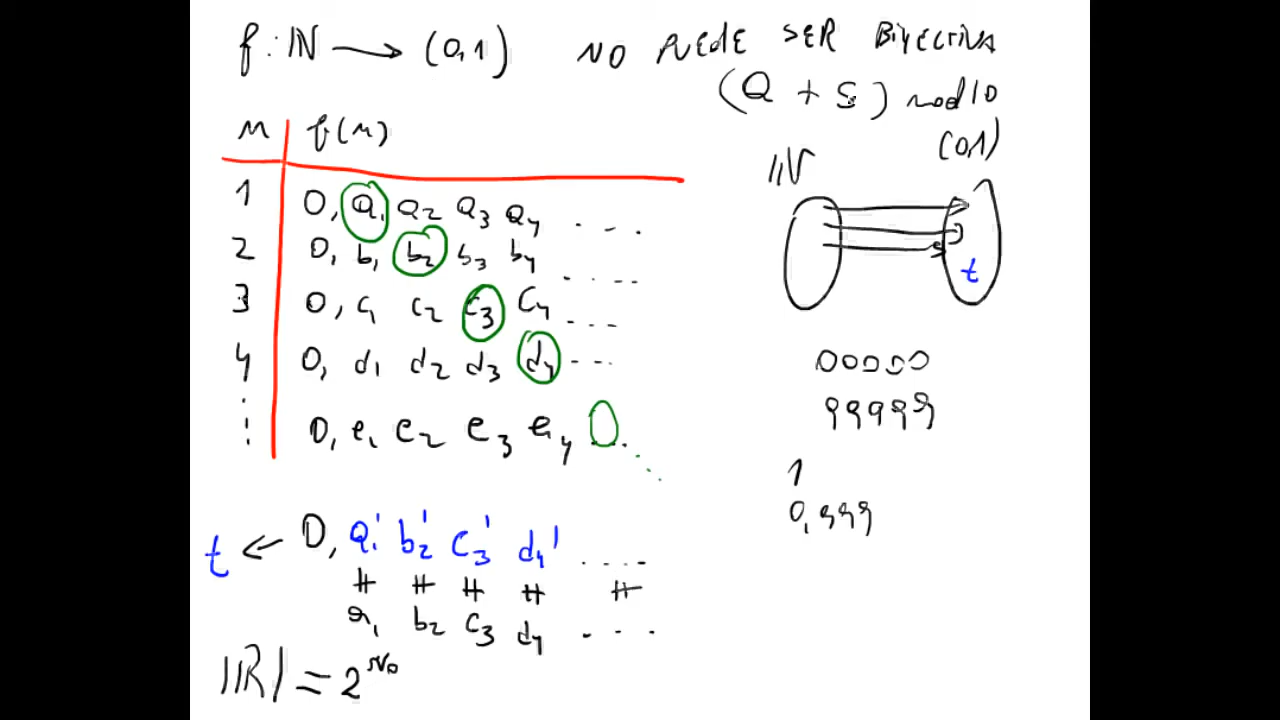 f : ℕ → (0,1) NO PUEDE SER BIYECTIVA
(a + 5) mod 10
n f(n)
1 0, a₁ a₂ a₃ a₄ . . . .
2 0, b₁ b₂ b₃ b₄ . . . .
3 0, c₁ c₂ c₃ c₄ . . . .
4 0, d₁ d₂ d₃ d₄ . . .
⋮ 0, e₁ e₂ e₃ e₄ . . .
ℕ (0,1)
t
00000
99999
1
0,999
t ← 0, a₁' b₂' c₃' d₄' . . . .
≠ ≠ ≠ ≠ ≠
a₁ b₂ c₃ d₄ . . . .
|ℝ| = 2^ℵ₀